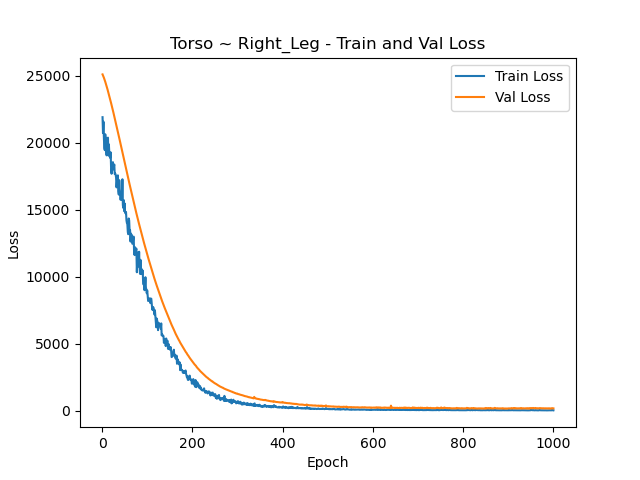 Torso ~ Right_Leg - Train and Val Loss
Train Loss
Val Loss
Loss
25000
20000
15000
10000
5000
0
0 200 400 600 800 1000
Epoch